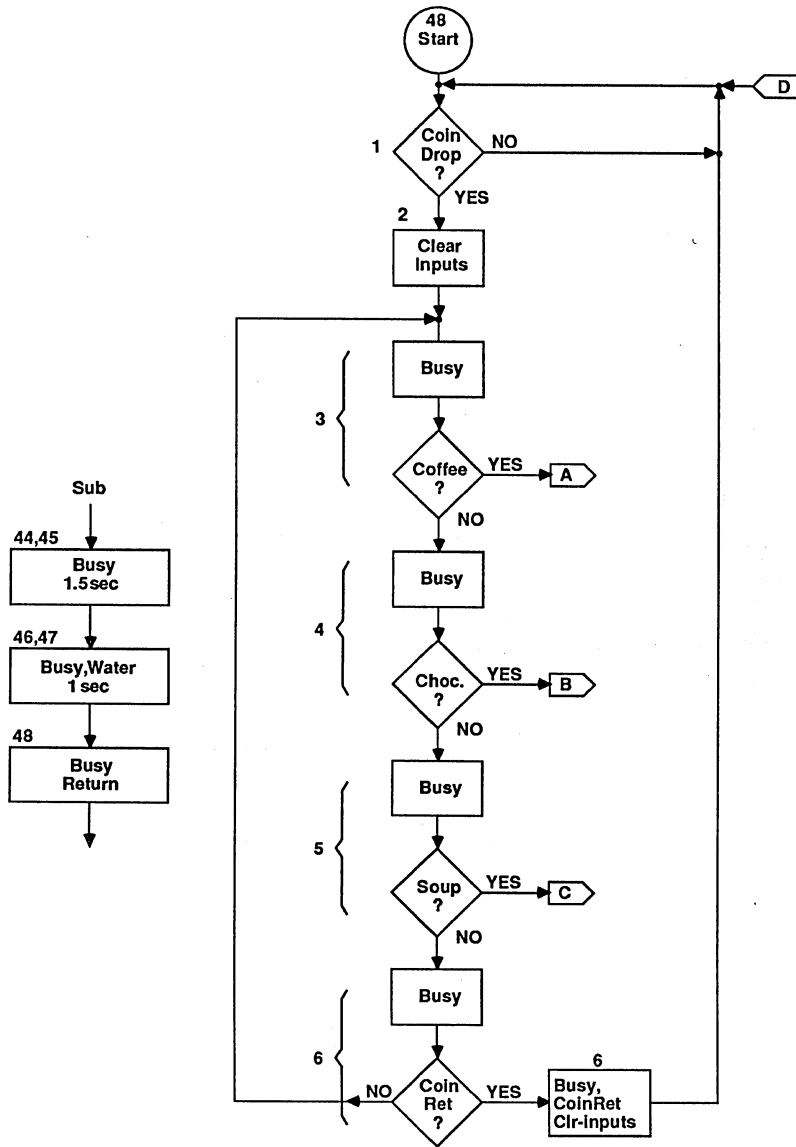 48
Start
D
1
Coin
Drop
?
NO
YES
2
Clear
Inputs
Busy
3
Coffee
?
YES
A
NO
Busy
4
Choc.
?
YES
B
NO
Busy
5
Soup
?
YES
C
NO
Busy
6
Coin
Ret
?
NO
YES
6
Busy,
CoinRet
Clr-inputs
Sub
44,45
Busy
1.5sec
46,47
Busy,Water
1 sec
48
Busy
Return